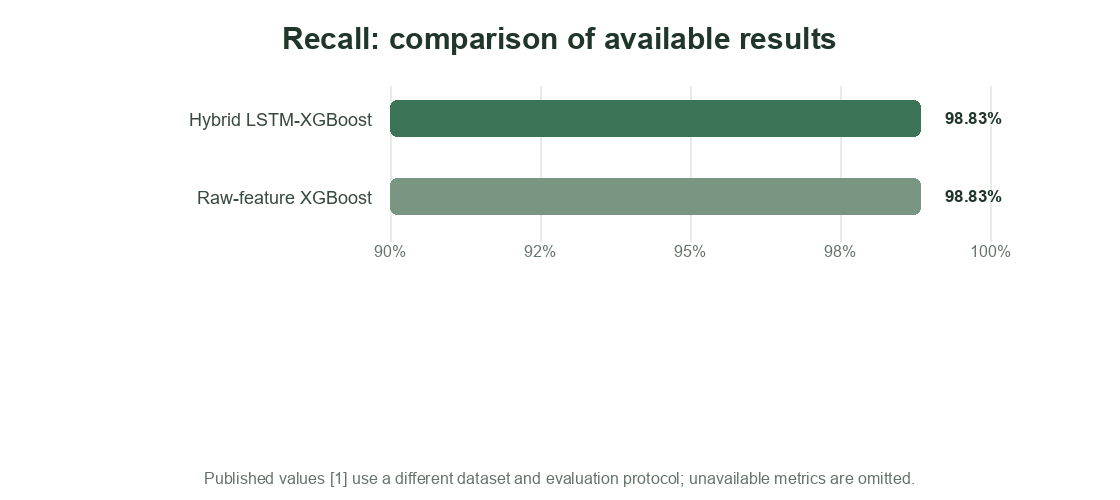 Recall: comparison of available results
Hybrid LSTM-XGBoost
98.83%
Raw-feature XGBoost
98.83%
90% 92% 95% 98% 100%
Published values [1] use a different dataset and evaluation protocol; unavailable metrics are omitted.